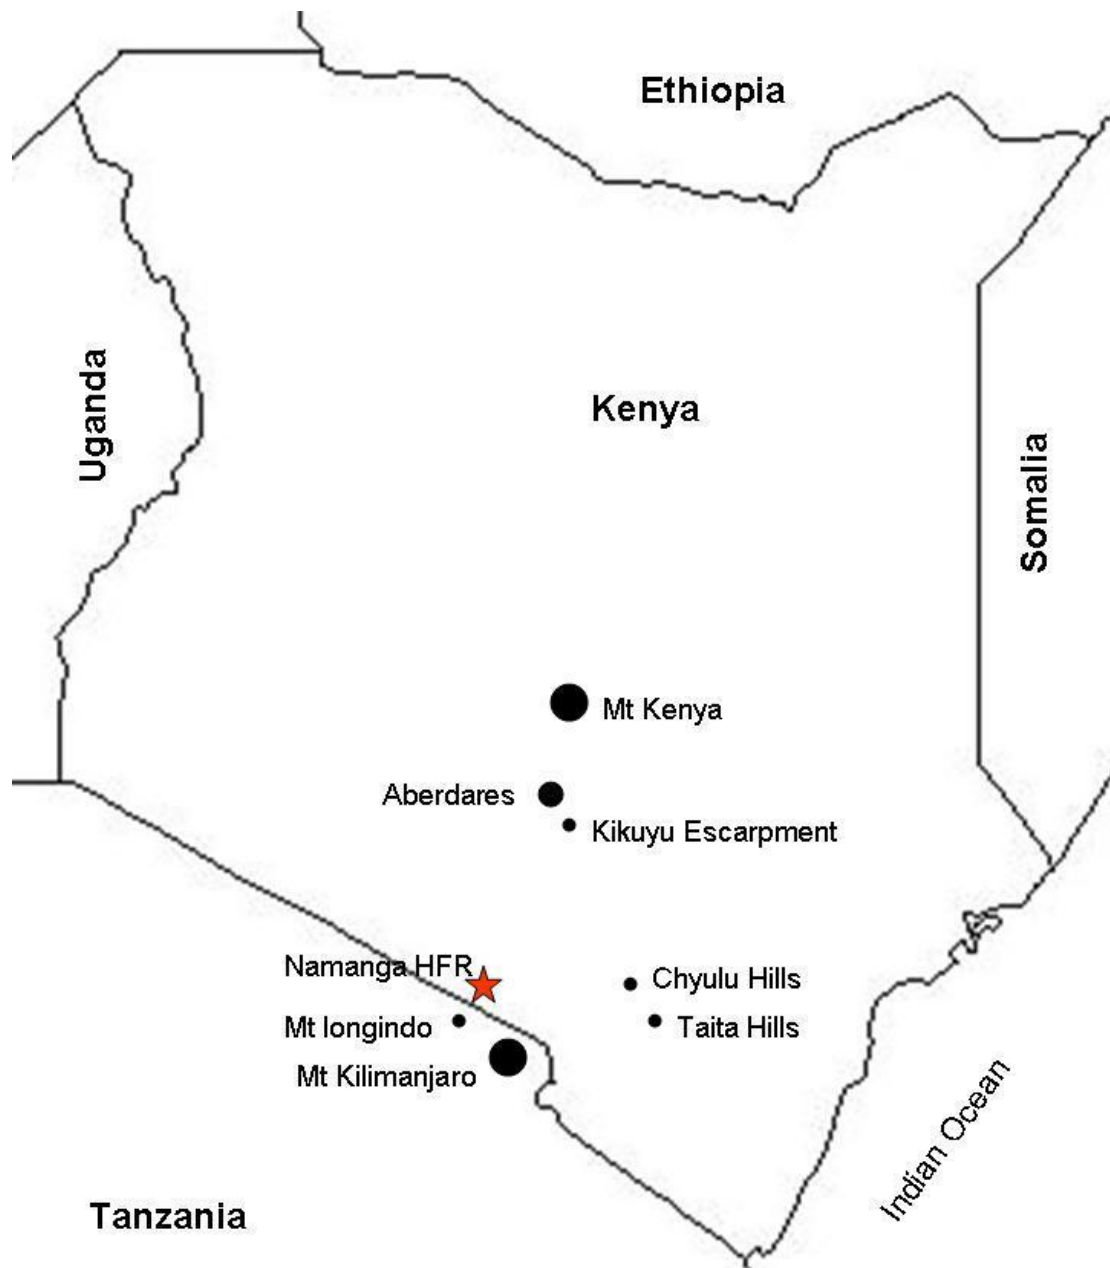 Ethiopia
Uganda
Kenya
Somalia
Mt Kenya
Aberdares
Kikuyu Escarpment
Namanga HFR
Chyulu Hills
Mt longindo
Taita Hills
Mt Kilimanjaro
Indian Ocean
Tanzania